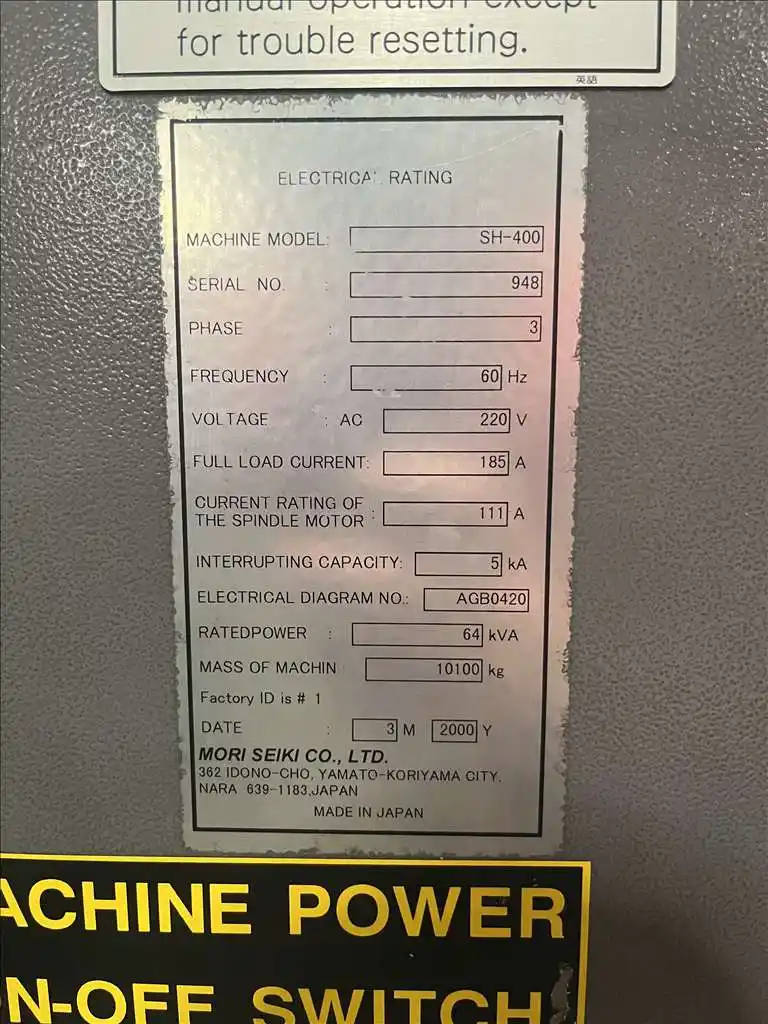 manual operation except
for trouble resetting.
英語
ELECTRICAL RATING
MACHINE MODEL: SH-400
SERIAL NO. : 948
PHASE : 3
FREQUENCY : 60 Hz
VOLTAGE : AC 220 V
FULL LOAD CURRENT: 185 A
CURRENT RATING OF
THE SPINDLE MOTOR : 111 A
INTERRUPTING CAPACITY: 5 kA
ELECTRICAL DIAGRAM NO.: AGB0420
RATEDPOWER : 64 kVA
MASS OF MACHIN 10100 kg
Factory ID is # 1
DATE : 3 M 2000 Y
MORI SEIKI CO., LTD.
362 IDONO-CHO, YAMATO-KORIYAMA CITY,
NARA 639-1183,JAPAN
MADE IN JAPAN
ACHINE POWER
N-OFF SWITCH